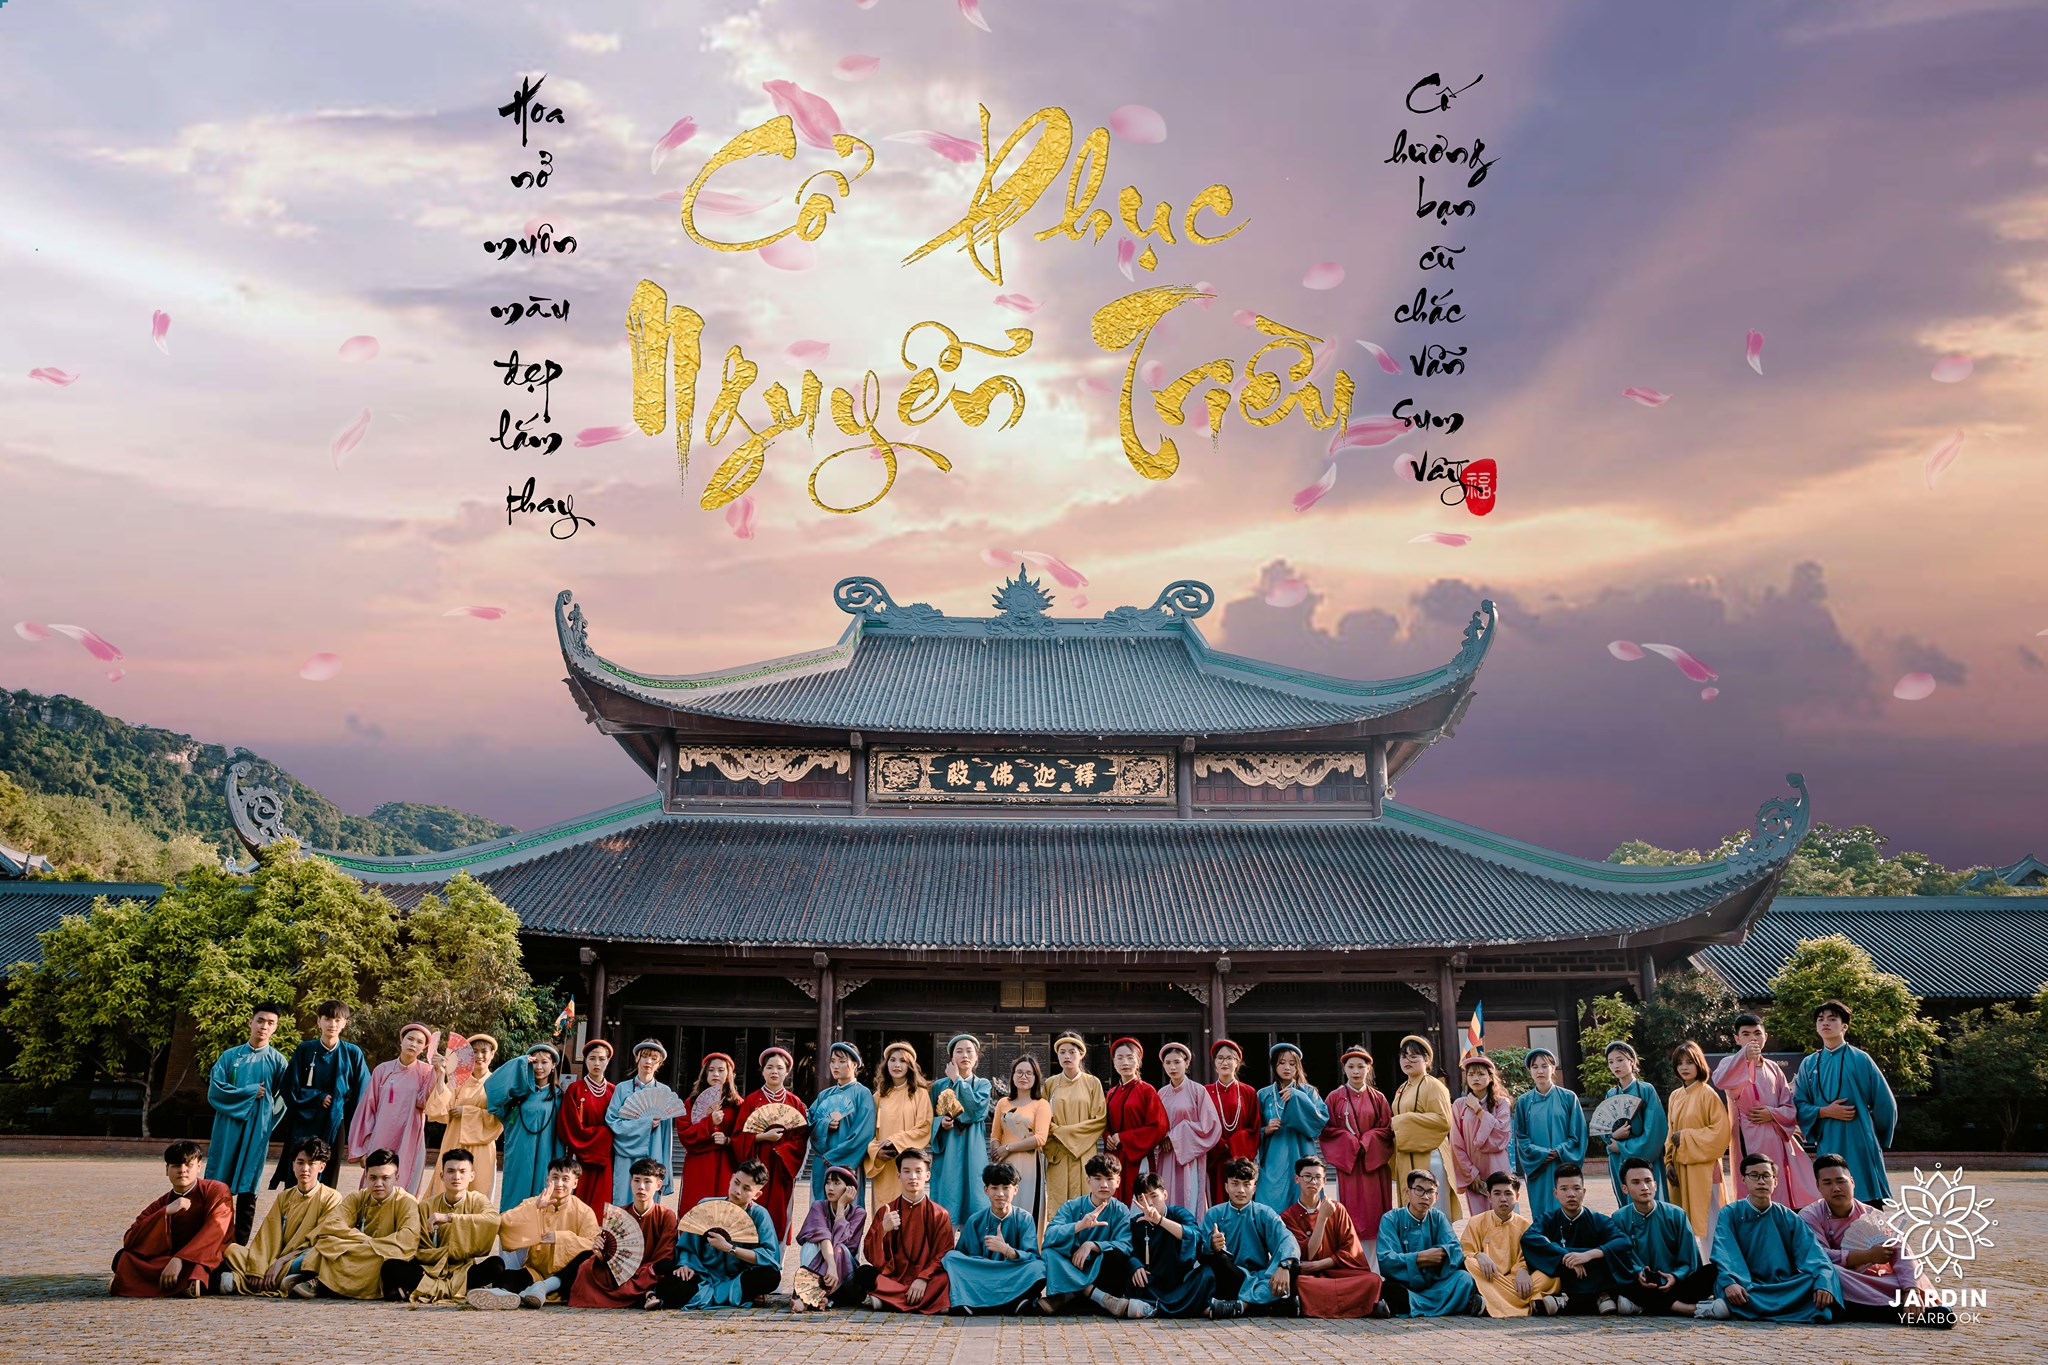 Hoa
nở
muôn
màu
đẹp
lắm
thay
Cổ Phục
Nguyễn Triều
Cố
hương
bạn
cũ
chắc
vẫn
sum
vầy
福
殿佛迦釋
JARDIN
YEARBOOK